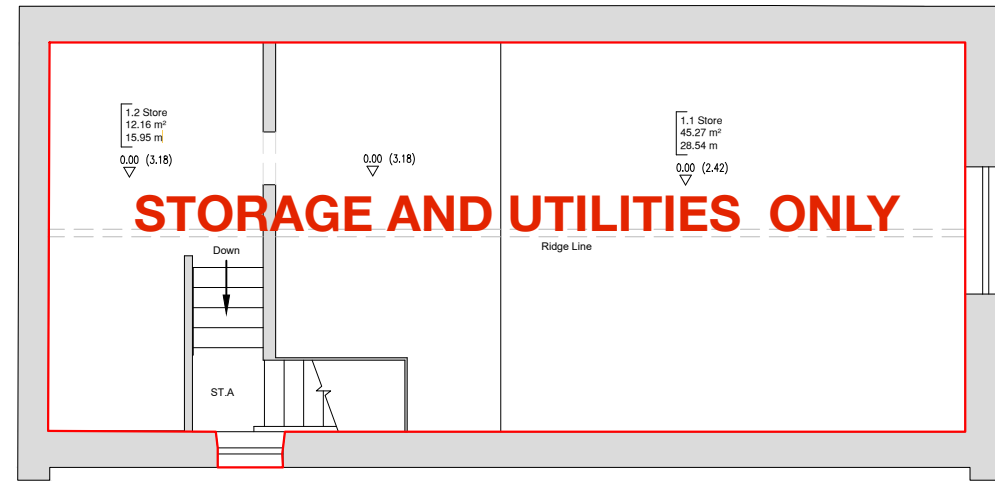 1.2 Store
12.16 m²
15.95 m
0.00 (3.18)
0.00 (3.18)
1.1 Store
45.27 m²
28.54 m
0.00 (2.42)
STORAGE AND UTILITIES ONLY
Down
Ridge Line
ST.A